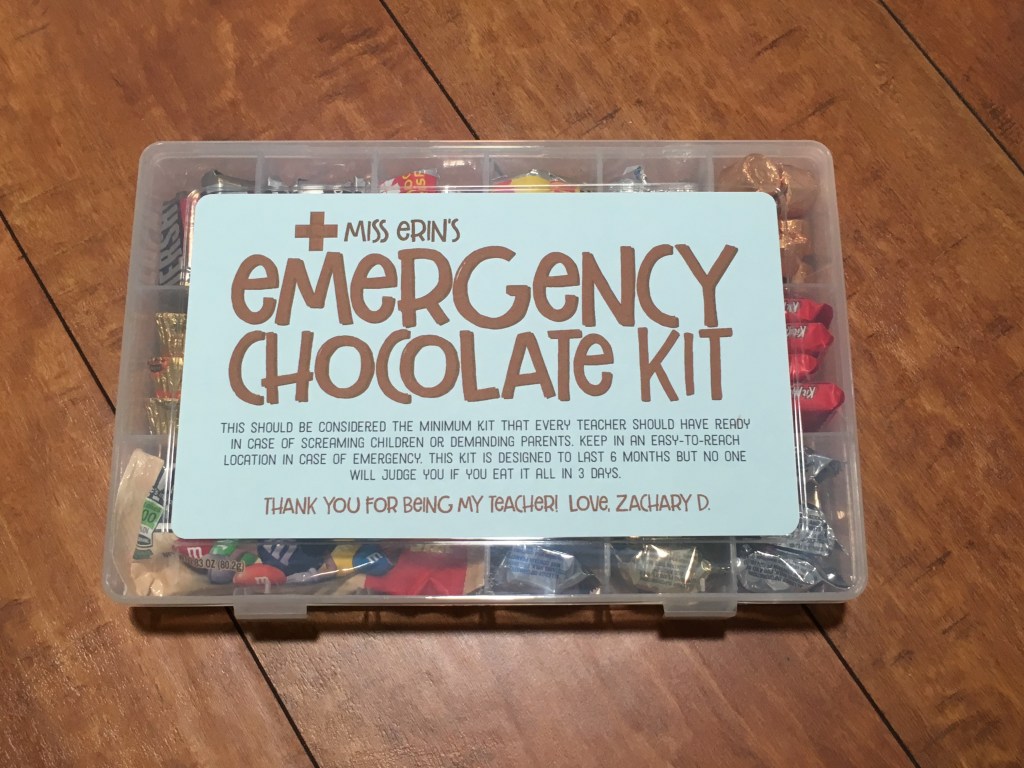 MISS ERIN'S
EMERGENCY
CHOCOLATE KIT
THIS SHOULD BE CONSIDERED THE MINIMUM KIT THAT EVERY TEACHER SHOULD HAVE READY
IN CASE OF SCREAMING CHILDREN OR DEMANDING PARENTS. KEEP IN AN EASY-TO-REACH
LOCATION IN CASE OF EMERGENCY. THIS KIT IS DESIGNED TO LAST 6 MONTHS BUT NO ONE
WILL JUDGE YOU IF YOU EAT IT ALL IN 3 DAYS.
THANK YOU FOR BEING MY TEACHER! LOVE, ZACHARY D.